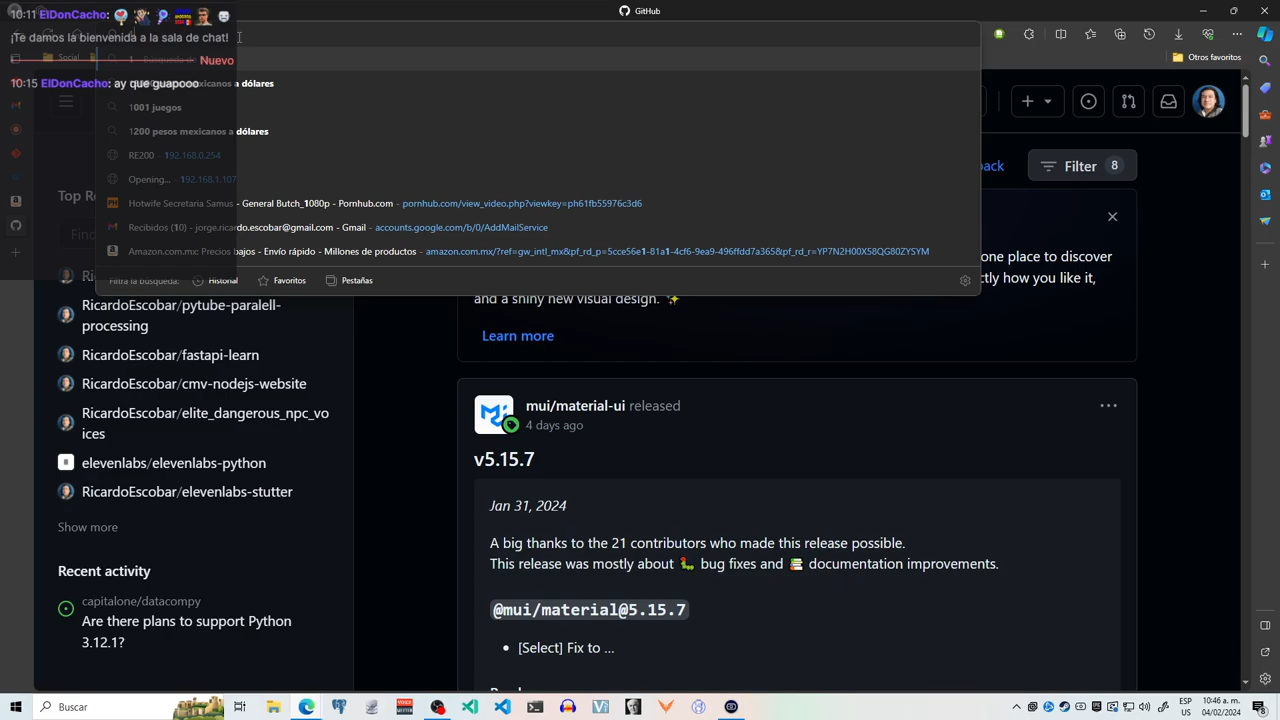 GitHub
10:11 ElDonCacho:
¡Te damos la bienvenida a la sala de chat!
Social
Nuevo
Otros favoritos
10:15 ElDonCacho: ay que guapooo
mexicanos a dólares
1001 juegos
1200 pesos mexicanos a dólares
RE200 - 192.168.0.254
Opening... - 192.168.1.107
Hotwife Secretaria Samus - General Butch_1080p - Pornhub.com - pornhub.com/view_video.php?viewkey=ph61fb55976c3d6
Recibidos (10) - jorge.ricardo.escobar@gmail.com - Gmail - accounts.google.com/b/0/AddMailService
Amazon.com.mx: Precios bajos - Envío rápido - Millones de productos - amazon.com.mx/?ref=gw_intl_mx&pf_rd_p=5cce56e1-81a1-4cf6-9ea9-496ffdd7a365&pf_rd_r=YP7N2H00X58QG80ZYSYM
Filtra la búsqueda: Historial Favoritos Pestañas
back
Filter 8
one place to discover
ctly how you like it,
and a shiny new visual design. ✨
Learn more
Top Re
Find
Ricardo
RicardoEscobar/pytube-paralell-
processing
RicardoEscobar/fastapi-learn
RicardoEscobar/cmv-nodejs-website
RicardoEscobar/elite_dangerous_npc_vo
ices
elevenlabs/elevenlabs-python
RicardoEscobar/elevenlabs-stutter
Show more
Recent activity
capitalone/datacompy
Are there plans to support Python
3.12.1?
mui/material-ui released
4 days ago
v5.15.7
Jan 31, 2024
A big thanks to the 21 contributors who made this release possible.
This release was mostly about 🐛 bug fixes and 📚 documentation improvements.
@mui/material@5.15.7
• [Select] Fix to ...
Buscar
ESP
US
10:46 a. m.
04/02/2024